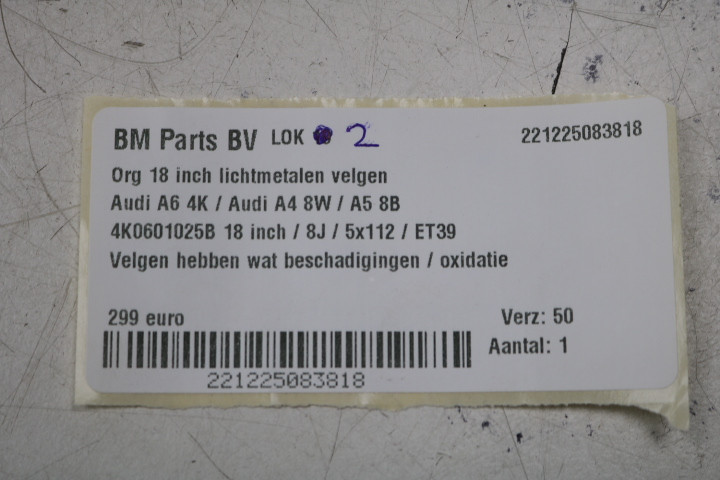 BM Parts BV LOK 2 221225083818
Org 18 inch lichtmetalen velgen
Audi A6 4K / Audi A4 8W / A5 8B
4K0601025B 18 inch / 8J / 5x112 / ET39
Velgen hebben wat beschadigingen / oxidatie
299 euro Verz: 50
Aantal: 1
221225083818